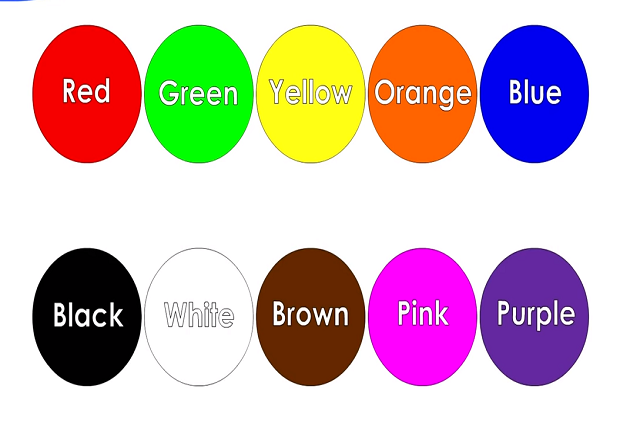 Red Green Yellow Orange Blue
Black White Brown Pink Purple